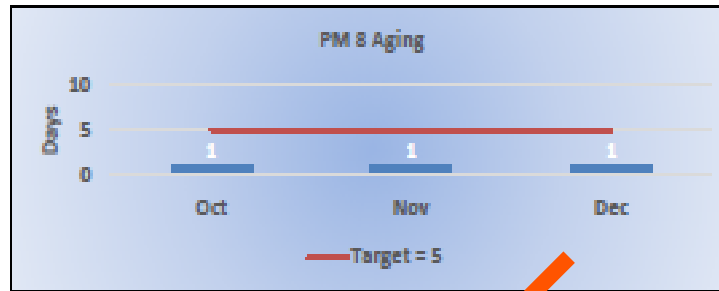 PM 8 Aging
10
Days
5
1 1 1
0
Oct Nov Dec
Target = 5